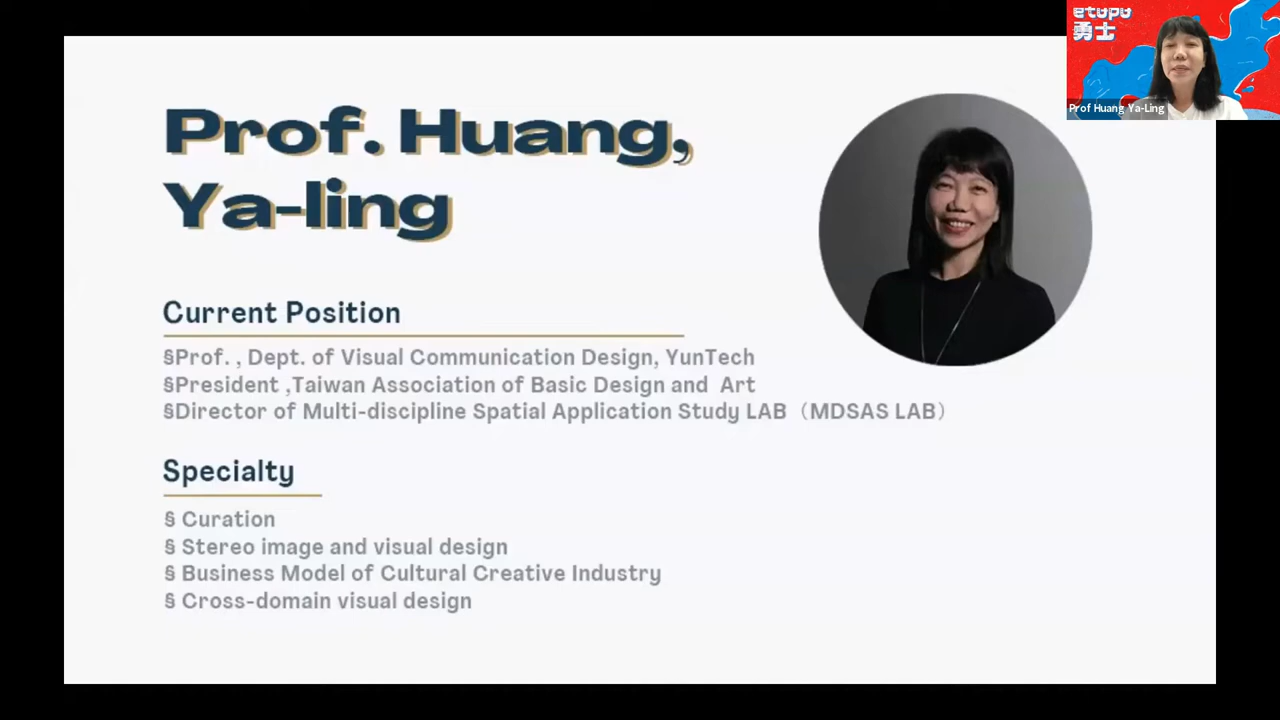 Prof. Huang,
Ya-ling
Current Position
§Prof. , Dept. of Visual Communication Design, YunTech
§President ,Taiwan Association of Basic Design and  Art
§Director of Multi-discipline Spatial Application Study LAB（MDSAS LAB）
Specialty
§ Curation
§ Stereo image and visual design
§ Business Model of Cultural Creative Industry
§ Cross-domain visual design
etupu
勇士
Prof Huang Ya-Ling